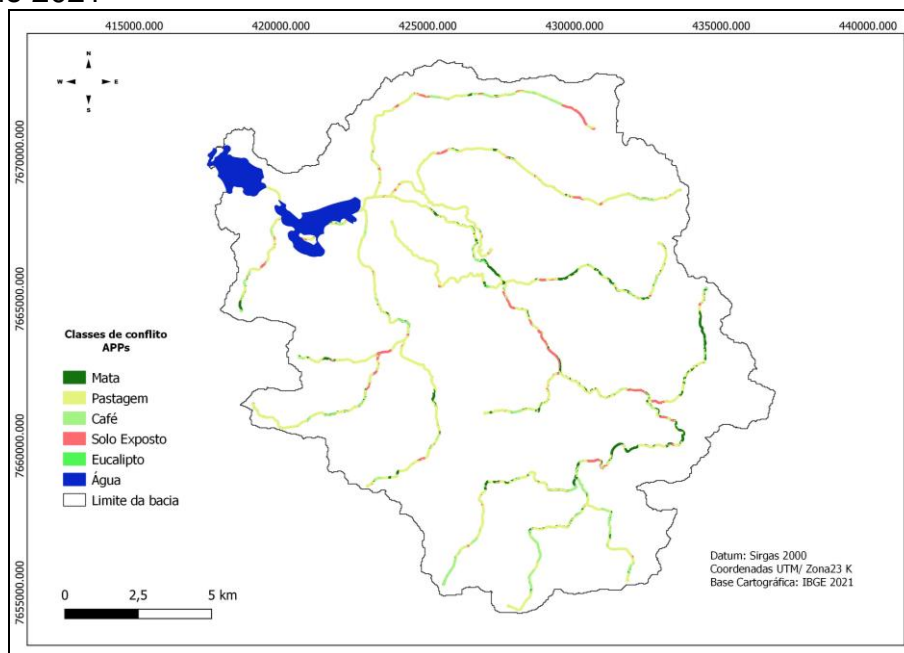 415000.000 420000.000 425000.000 430000.000 435000.000 440000.000
N
W E
S
7670000.000
7665000.000
7660000.000
7655000.000
Classes de conflito
APPs
Mata
Pastagem
Café
Solo Exposto
Eucalipto
Água
Limite da bacia
0 2,5 5 km
Datum: Sirgas 2000
Coordenadas UTM/ Zona23 K
Base Cartográfica: IBGE 2021